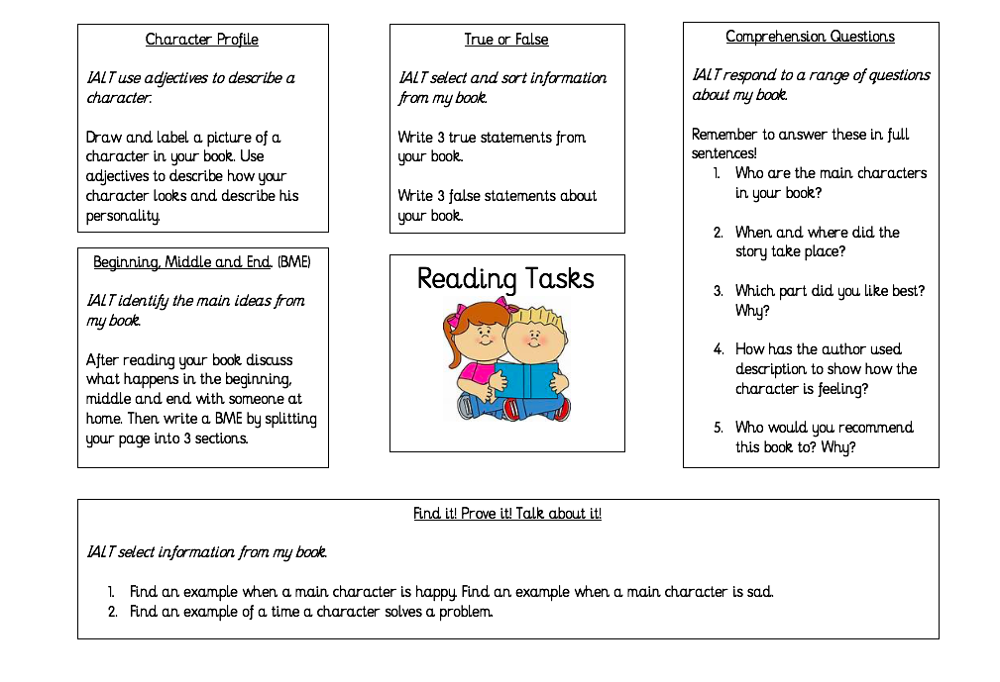 Character Profile
IALT use adjectives to describe a
character.
Draw and label a picture of a
character in your book. Use
adjectives to describe how your
character looks and describe his
personality.
True or False
IALT select and sort information
from my book.
Write 3 true statements from
your book.
Write 3 false statements about
your book.
Comprehension Questions
IALT respond to a range of questions
about my book.
Remember to answer these in full
sentences!
1. Who are the main characters
in your book?
2. When and where did the
story take place?
3. Which part did you like best?
Why?
4. How has the author used
description to show how the
character is feeling?
5. Who would you recommend
this book to? Why?
Beginning, Middle and End. (BME)
IALT identify the main ideas from
my book.
After reading your book discuss
what happens in the beginning,
middle and end with someone at
home. Then write a BME by splitting
your page into 3 sections.
Reading Tasks
Find it! Prove it! Talk about it!
IALT select information from my book.
1. Find an example when a main character is happy. Find an example when a main character is sad.
2. Find an example of a time a character solves a problem.